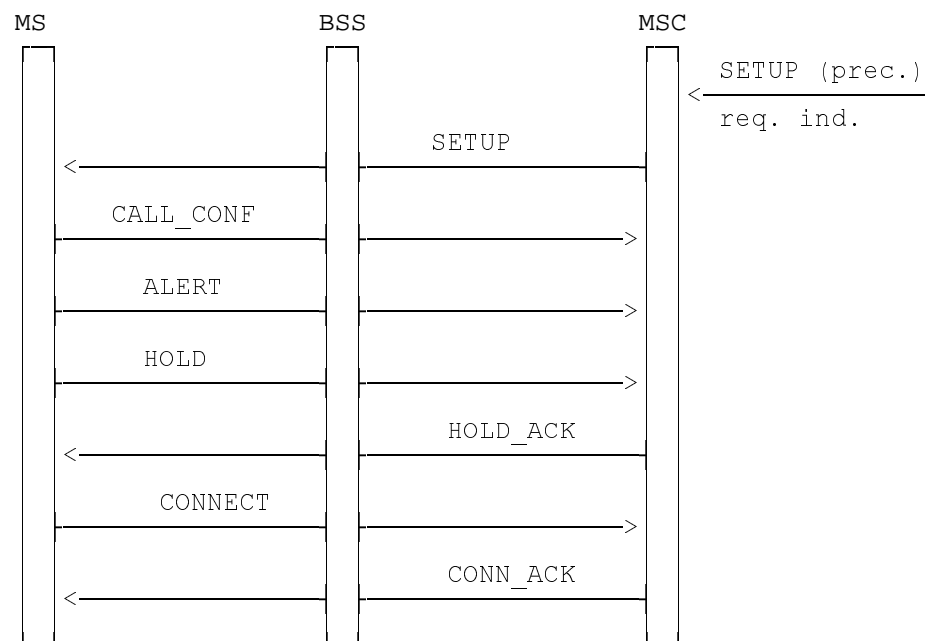 MS BSS MSC
SETUP (prec.)
req. ind.
SETUP
CALL_CONF
ALERT
HOLD
HOLD_ACK
CONNECT
CONN_ACK